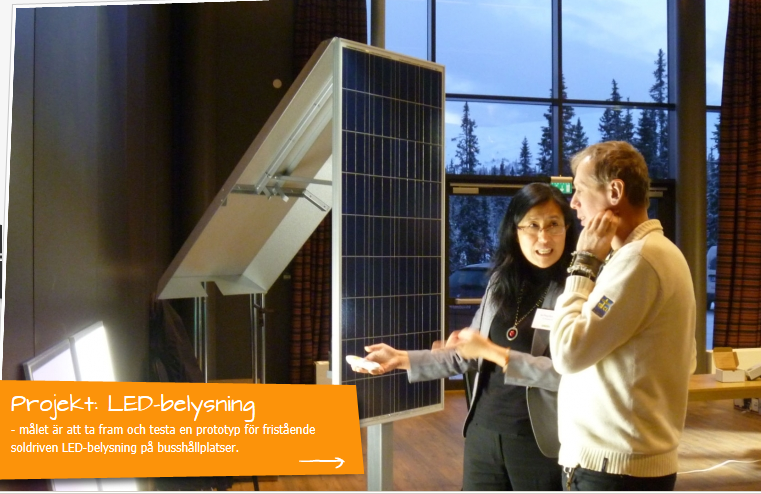 Projekt: LED-belysning
- målet är att ta fram och testa en prototyp för fristående
soldriven LED-belysning på busshållplatser.